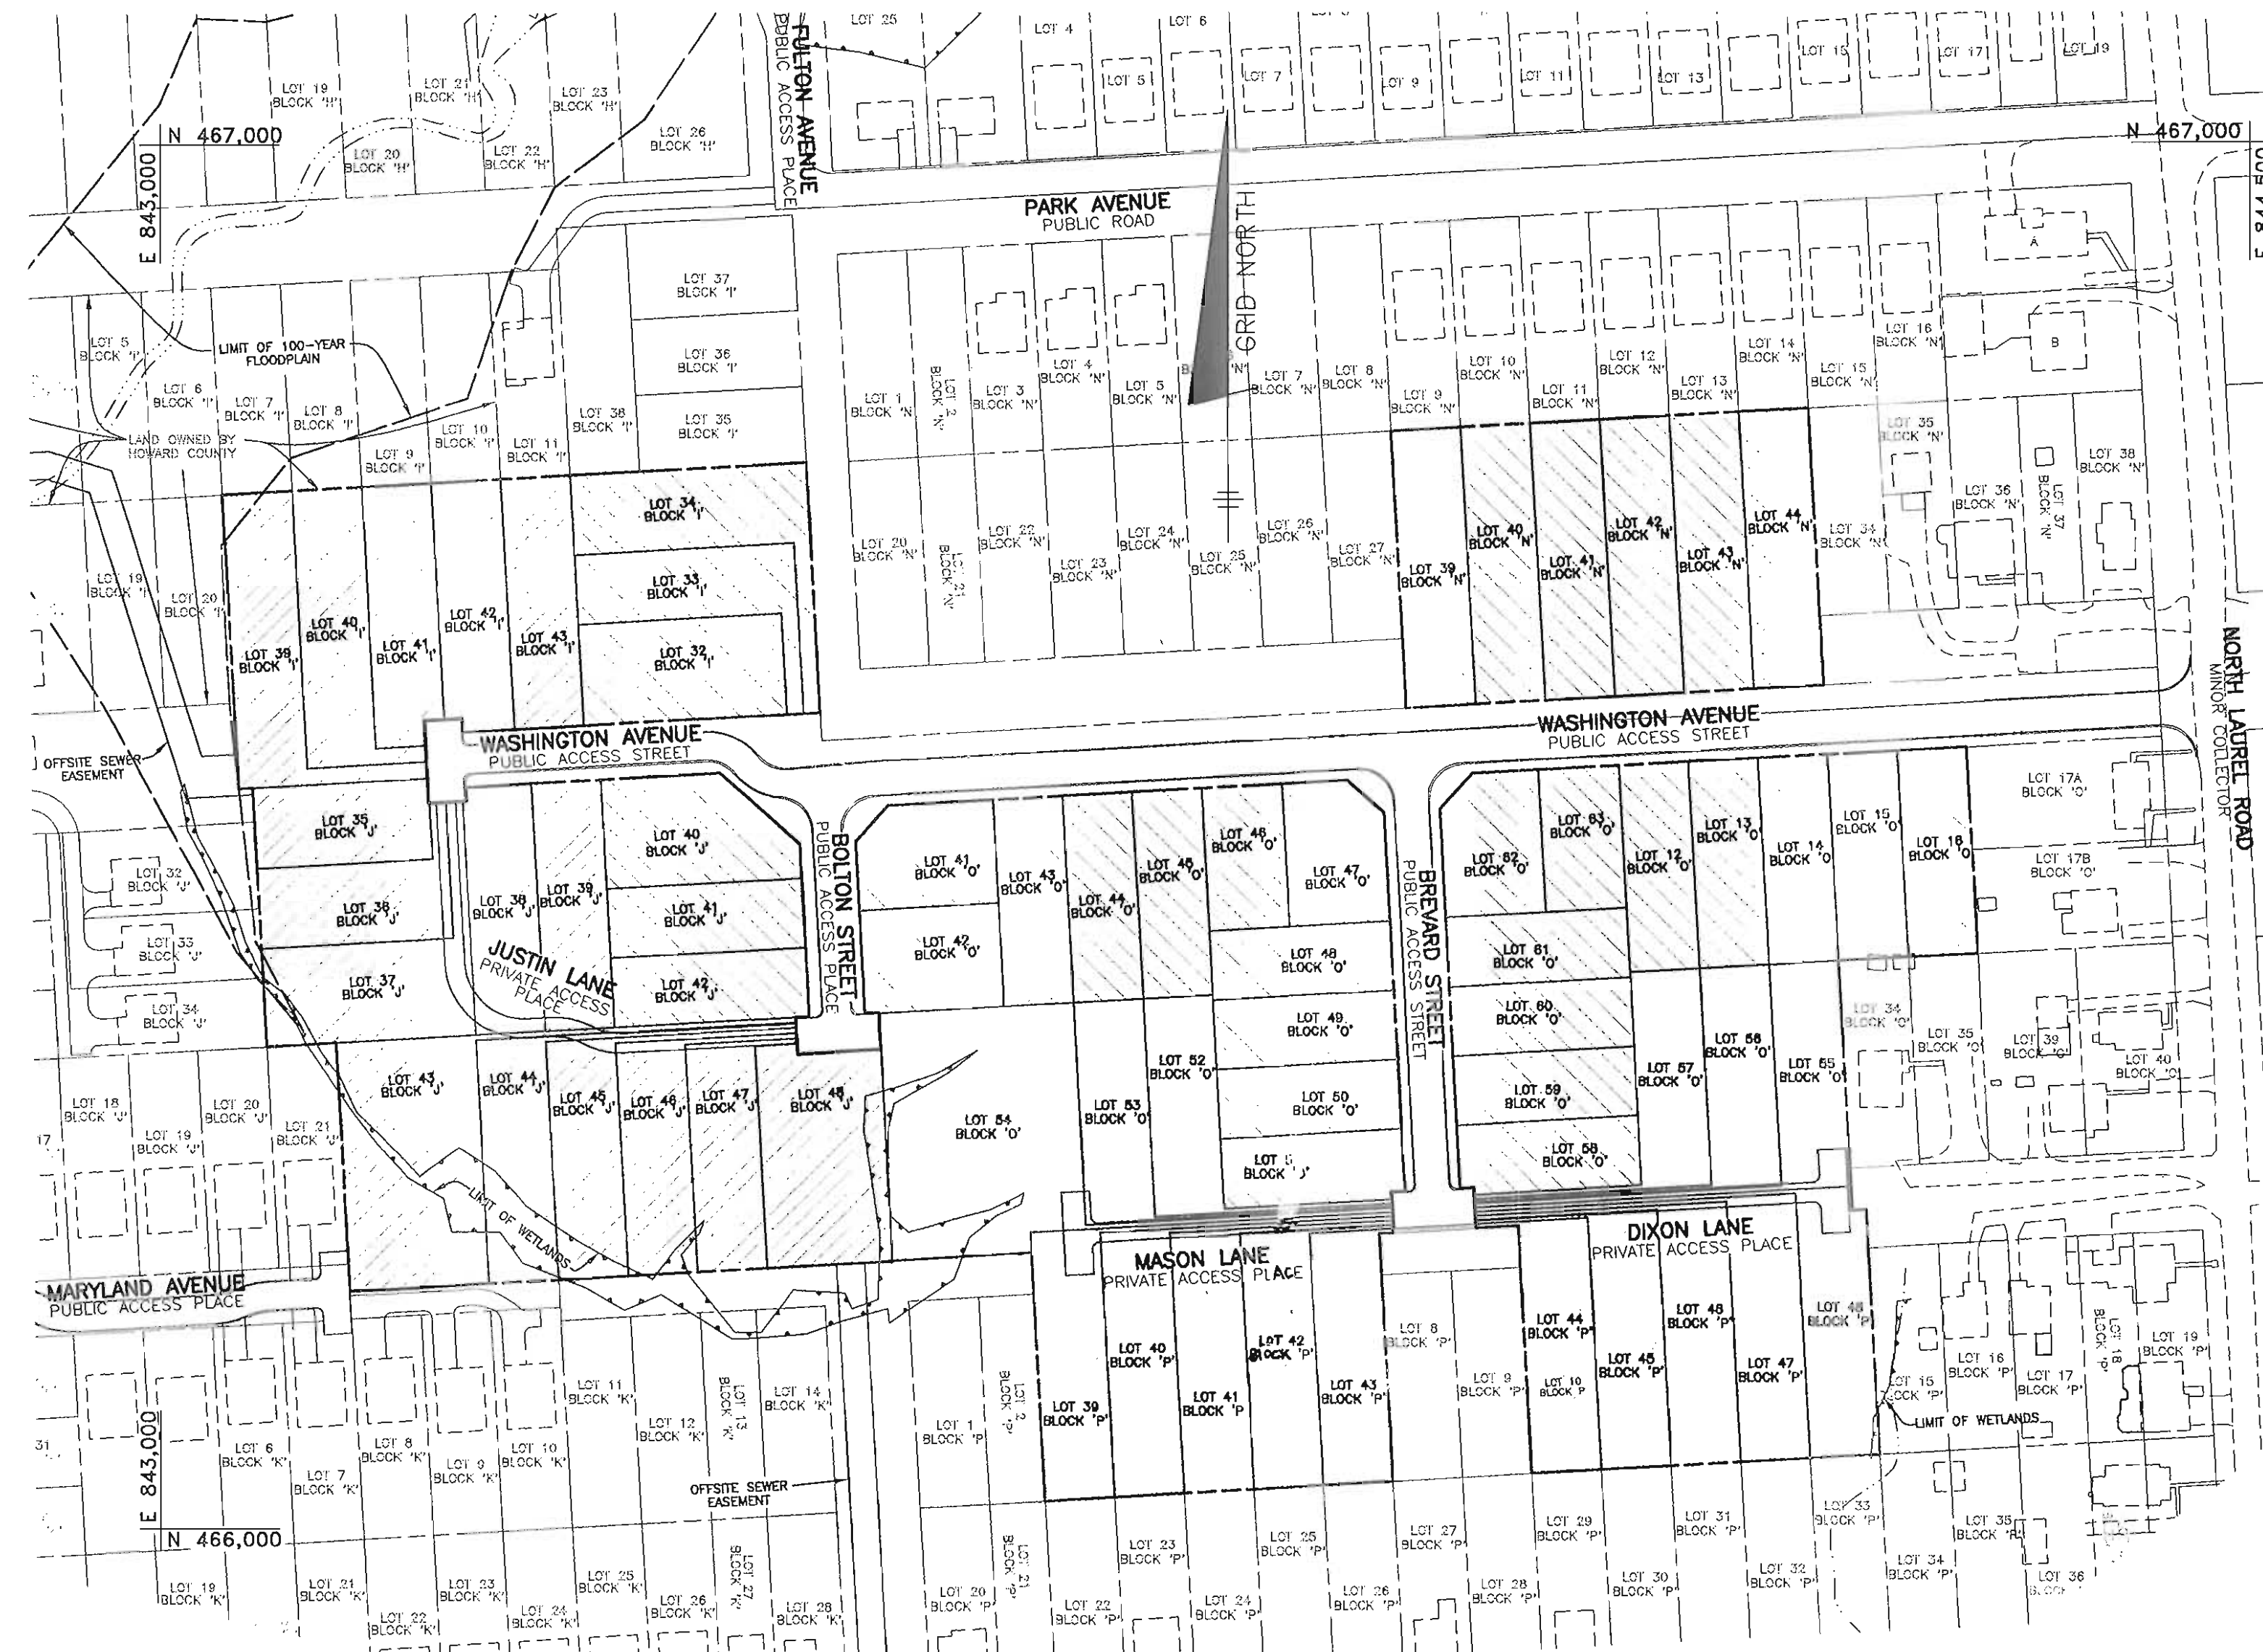 LOT 25
LOT 4
LOT 6
LOT 5
LOT 7
LOT 9
LOT 11
LOT 13
LOT 15
LOT 17
LOT 19
FULTON AVENUE
PUBLIC ACCESS PLACE
LOT 19
BLOCK 'H'
LOT 21
BLOCK 'H'
LOT 23
BLOCK 'H'
LOT 26
BLOCK 'H'
LOT 20
BLOCK 'H'
LOT 22
BLOCK 'H'
N 467,000
E 843,000
N 467,000
PARK AVENUE
PUBLIC ROAD
GRID NORTH
A
B
LOT 37
BLOCK 'I'
LOT 36
BLOCK 'I'
LOT 35
BLOCK 'I'
LOT 38
BLOCK 'I'
LOT 5
BLOCK 'I'
LOT 6
BLOCK 'I'
LOT 7
BLOCK 'I'
LOT 8
BLOCK 'I'
LOT 9
BLOCK 'I'
LOT 10
BLOCK 'I'
LOT 11
BLOCK 'I'
LIMIT OF 100-YEAR
FLOODPLAIN
LAND OWNED BY
HOWARD COUNTY
LOT 1
BLOCK 'N'
LOT 2
BLOCK 'N'
LOT 3
BLOCK 'N'
LOT 4
BLOCK 'N'
LOT 5
BLOCK 'N'
LOT 7
BLOCK 'N'
LOT 8
BLOCK 'N'
LOT 9
BLOCK 'N'
LOT 10
BLOCK 'N'
LOT 11
BLOCK 'N'
LOT 12
BLOCK 'N'
LOT 13
BLOCK 'N'
LOT 14
BLOCK 'N'
LOT 15
BLOCK 'N'
LOT 16
BLOCK 'N'
LOT 35
BLOCK 'N'
LOT 36
BLOCK 'N'
LOT 37
BLOCK 'N'
LOT 38
BLOCK 'N'
LOT 34
BLOCK 'N'
LOT 20
BLOCK 'N'
LOT 21
BLOCK 'N'
LOT 22
BLOCK 'N'
LOT 23
BLOCK 'N'
LOT 24
BLOCK 'N'
LOT 25
BLOCK 'N'
LOT 26
BLOCK 'N'
LOT 27
BLOCK 'N'
LOT 39
BLOCK 'N'
LOT 40
BLOCK 'N'
LOT 41
BLOCK 'N'
LOT 42
BLOCK 'N'
LOT 43
BLOCK 'N'
LOT 44
BLOCK 'N'
LOT 19
BLOCK 'I'
LOT 20
BLOCK 'I'
LOT 39
BLOCK 'I'
LOT 40
BLOCK 'I'
LOT 41
BLOCK 'I'
LOT 42
BLOCK 'I'
LOT 43
BLOCK 'I'
LOT 34
BLOCK 'I'
LOT 33
BLOCK 'I'
LOT 32
BLOCK 'I'
NORTH LAUREL ROAD
MINOR COLLECTOR
WASHINGTON AVENUE
PUBLIC ACCESS STREET
WASHINGTON AVENUE
PUBLIC ACCESS STREET
OFFSITE SEWER
EASEMENT
LOT 35
BLOCK 'J'
LOT 36
BLOCK 'J'
LOT 37
BLOCK 'J'
LOT 38
BLOCK 'J'
LOT 39
BLOCK 'J'
LOT 40
BLOCK 'J'
LOT 41
BLOCK 'J'
LOT 42
BLOCK 'J'
JUSTIN LANE
PRIVATE ACCESS
PLACE
BOLTON STREET
PUBLIC ACCESS PLACE
LOT 41
BLOCK 'O'
LOT 42
BLOCK 'O'
LOT 43
BLOCK 'O'
LOT 44
BLOCK 'O'
LOT 45
BLOCK 'O'
LOT 46
BLOCK 'O'
LOT 47
BLOCK 'O'
LOT 48
BLOCK 'O'
LOT 49
BLOCK 'O'
LOT 50
BLOCK 'O'
LOT 52
BLOCK 'O'
LOT 53
BLOCK 'O'
LOT 54
BLOCK 'O'
BREVARD STREET
PUBLIC ACCESS STREET
LOT 62
BLOCK 'O'
LOT 63
BLOCK 'O'
LOT 12
BLOCK 'O'
LOT 13
BLOCK 'O'
LOT 14
BLOCK 'O'
LOT 15
BLOCK 'O'
LOT 16
BLOCK 'O'
LOT 17A
BLOCK 'O'
LOT 17B
BLOCK 'O'
LOT 61
BLOCK 'O'
LOT 60
BLOCK 'O'
LOT 59
BLOCK 'O'
LOT 58
BLOCK 'O'
LOT 57
BLOCK 'O'
LOT 56
BLOCK 'O'
LOT 55
BLOCK 'O'
LOT 34
BLOCK 'O'
LOT 35
BLOCK 'O'
LOT 39
BLOCK 'O'
LOT 40
BLOCK 'O'
LOT 32
BLOCK 'J'
LOT 33
BLOCK 'J'
LOT 34
BLOCK 'J'
17
LOT 18
BLOCK 'J'
LOT 19
BLOCK 'J'
LOT 20
BLOCK 'J'
LOT 21
BLOCK 'J'
LOT 43
BLOCK 'J'
LOT 44
BLOCK 'J'
LOT 45
BLOCK 'J'
LOT 46
BLOCK 'J'
LOT 47
BLOCK 'J'
LOT 48
BLOCK 'J'
LIMIT OF WETLANDS
MARYLAND AVENUE
PUBLIC ACCESS PLACE
MASON LANE
PRIVATE ACCESS PLACE
DIXON LANE
PRIVATE ACCESS PLACE
LOT 39
BLOCK 'P'
LOT 40
BLOCK 'P'
LOT 41
BLOCK 'P'
LOT 42
BLOCK 'P'
LOT 43
BLOCK 'P'
LOT 8
BLOCK 'P'
LOT 9
BLOCK 'P'
LOT 44
BLOCK 'P'
LOT 10
BLOCK P
LOT 45
BLOCK 'P'
LOT 48
BLOCK 'P'
LOT 47
BLOCK 'P'
LOT 15
BLOCK 'P'
LOT 16
BLOCK 'P'
LOT 17
BLOCK 'P'
LOT 18
BLOCK 'P'
LOT 19
BLOCK 'P'
LIMIT OF WETLANDS
31
LOT 6
BLOCK 'K'
LOT 7
BLOCK 'K'
LOT 8
BLOCK 'K'
LOT 9
BLOCK 'K'
LOT 10
BLOCK 'K'
LOT 11
BLOCK 'K'
LOT 12
BLOCK 'K'
LOT 13
BLOCK 'K'
LOT 14
BLOCK 'K'
LOT 1
BLOCK 'P'
LOT 2
BLOCK 'P'
OFFSITE SEWER
EASEMENT
E 843,000
N 466,000
LOT 19
BLOCK 'K'
LOT 21
BLOCK 'K'
LOT 22
BLOCK 'K'
LOT 23
BLOCK 'K'
LOT 24
BLOCK 'K'
LOT 25
BLOCK 'K'
LOT 26
BLOCK 'K'
LOT 27
BLOCK 'K'
LOT 28
BLOCK 'K'
LOT 20
BLOCK 'P'
LOT 21
BLOCK 'P'
LOT 22
BLOCK 'P'
LOT 23
BLOCK 'P'
LOT 24
BLOCK 'P'
LOT 25
BLOCK 'P'
LOT 26
BLOCK 'P'
LOT 27
BLOCK 'P'
LOT 28
BLOCK 'P'
LOT 29
BLOCK 'P'
LOT 30
BLOCK 'P'
LOT 31
BLOCK 'P'
LOT 32
BLOCK 'P'
LOT 33
BLOCK 'P'
LOT 34
BLOCK 'P'
LOT 35
LOT 36